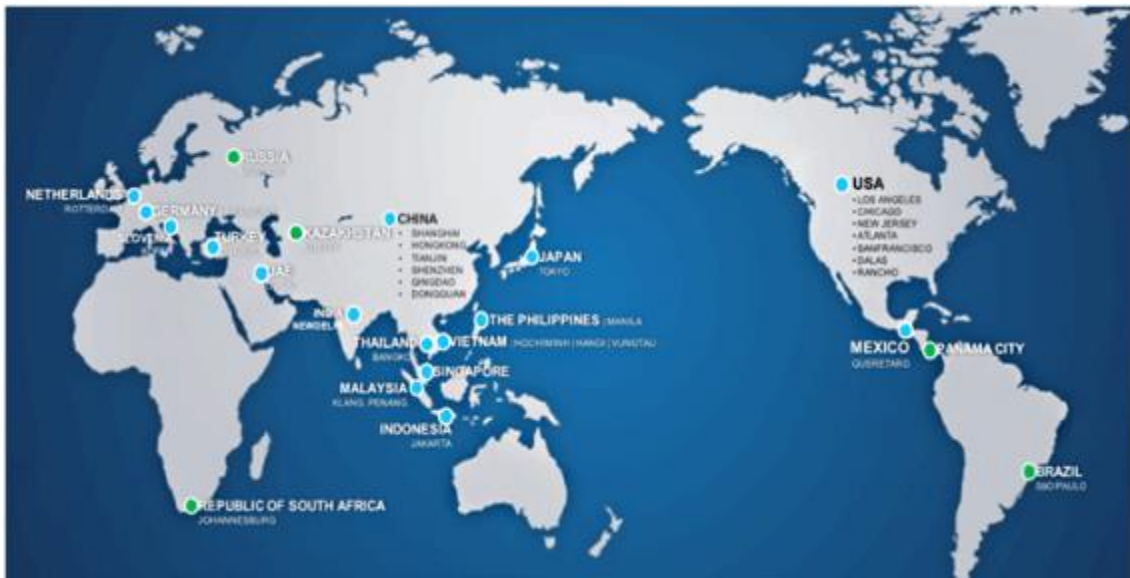 RUSSIA
NETHERLANDS
GERMANY
TURKEY
KAZAKHSTAN
UAE
CHINA
• SHANGHAI
• HONGKONG
• TIANJIN
• SHENZHEN
• QINGDAO
• DONGGUAN
JAPAN
TOKYO
INDIA
NEWDELHI
THE PHILIPPINES | MANILA
THAILAND
VIETNAM | HOCHIMINH | HANOI | VUNGTAU
SINGAPORE
MALAYSIA
KLANG, PENANG
INDONESIA
JAKARTA
REPUBLIC OF SOUTH AFRICA
JOHANNESBURG
USA
• LOS ANGELES
• CHICAGO
• NEW JERSEY
• ATLANTA
• SANFRANCISCO
• DALAS
• RANCHO
MEXICO
QUERETARO
PANAMA CITY
BRAZIL
SAO PAULO